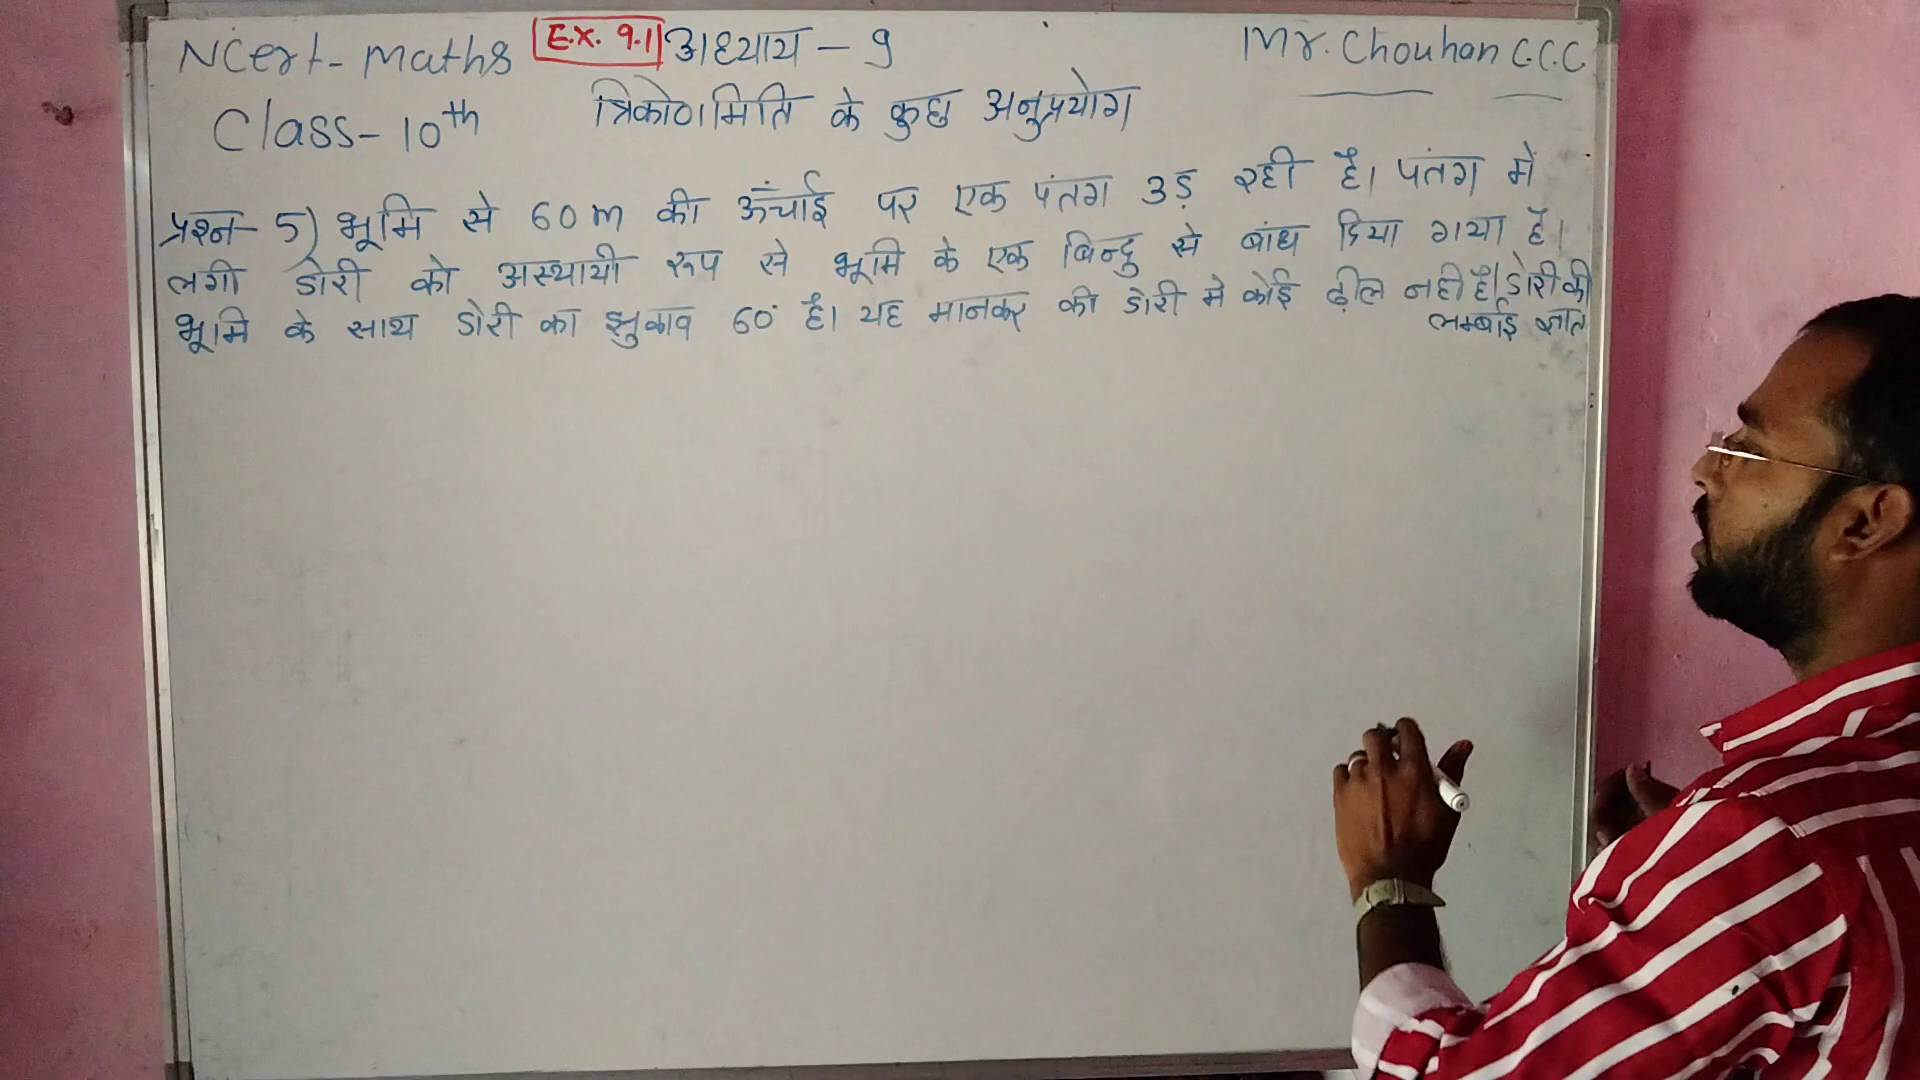 Ncert - Maths E.X. 9.1 अध्याय - 9 Mr. Chouhan C.C.C
Class - 10th त्रिकोणमिति के कुछ अनुप्रयोग
प्रश्न - 5) भूमि से 60 m की ऊँचाई पर एक पंतग उड़ रही है। पतंग में
लगी डोरी को अस्थायी रूप से भूमि के एक बिन्दु से बांध दिया गया है।
भूमि के साथ डोरी का झुकाव 60° है। यह मानकर की डोरी मे कोई ढ़ील नही है। डोरी की
लम्बाई ज्ञात